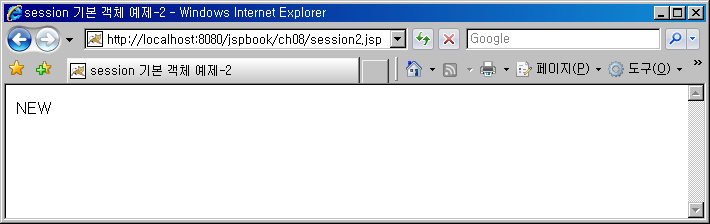 session 기본 객체 예제-2 - Windows Internet Explorer
http://localhost:8080/jspbook/ch08/session2.jsp
Google
session 기본 객체 예제-2
페이지(P)
도구(O)
NEW